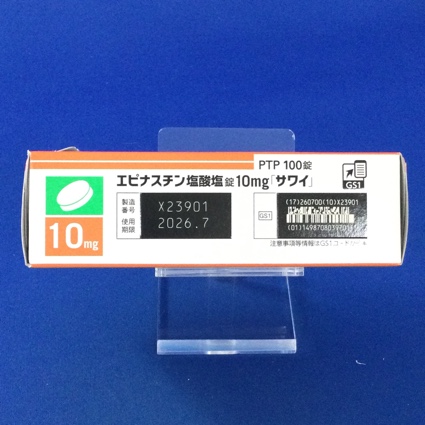 PTP 100錠
エピナスチン塩酸塩錠10mg「サワイ」
GS1
製造番号 X23901
使用期限 2026.7
GS1
(17)260700(10)X23901
10mg
注意事項等情報はGS1コード